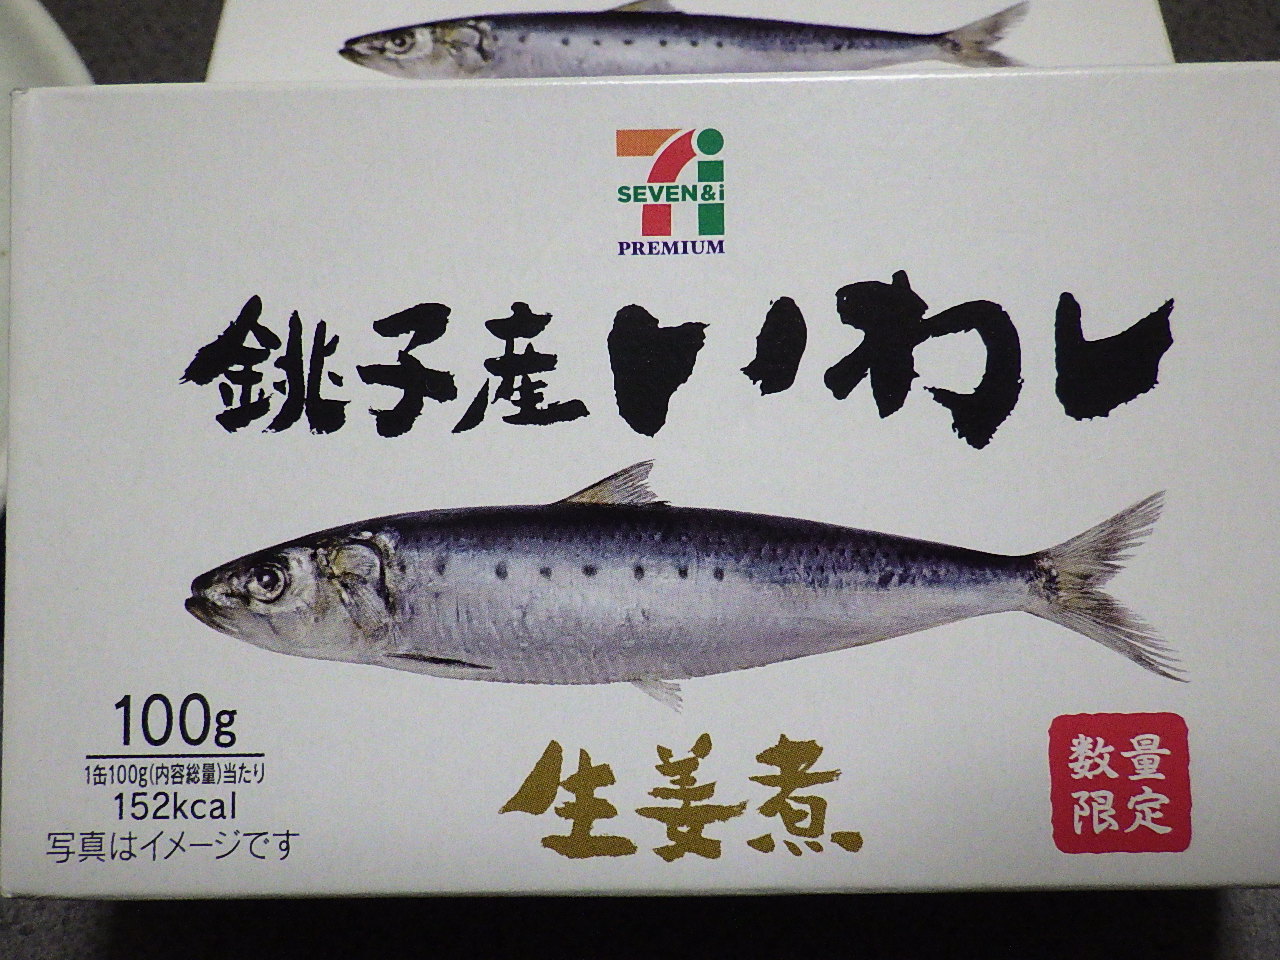 SEVEN&i
PREMIUM
銚子産いわし
100g
1缶100g(内容総量)当たり
152kcal
写真はイメージです
生姜煮
数量
限定